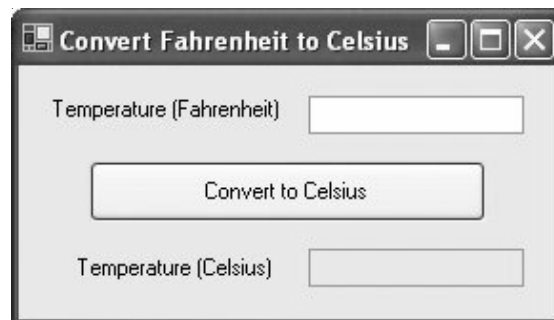 Convert Fahrenheit to Celsius
Temperature (Fahrenheit)
Convert to Celsius
Temperature (Celsius)